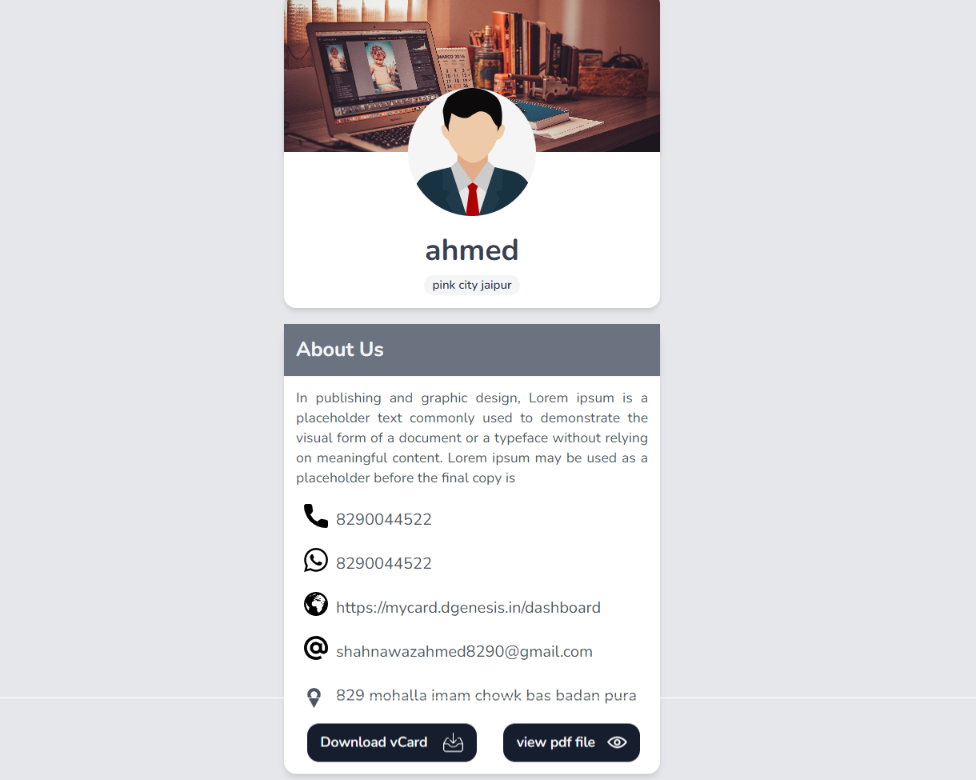 ahmed
pink city jaipur
About Us
In publishing and graphic design, Lorem ipsum is a
placeholder text commonly used to demonstrate the
visual form of a document or a typeface without relying
on meaningful content. Lorem ipsum may be used as a
placeholder before the final copy is
8290044522
8290044522
https://mycard.dgenesis.in/dashboard
shahnawazahmed8290@gmail.com
829 mohalla imam chowk bas badan pura
Download vCard
view pdf file